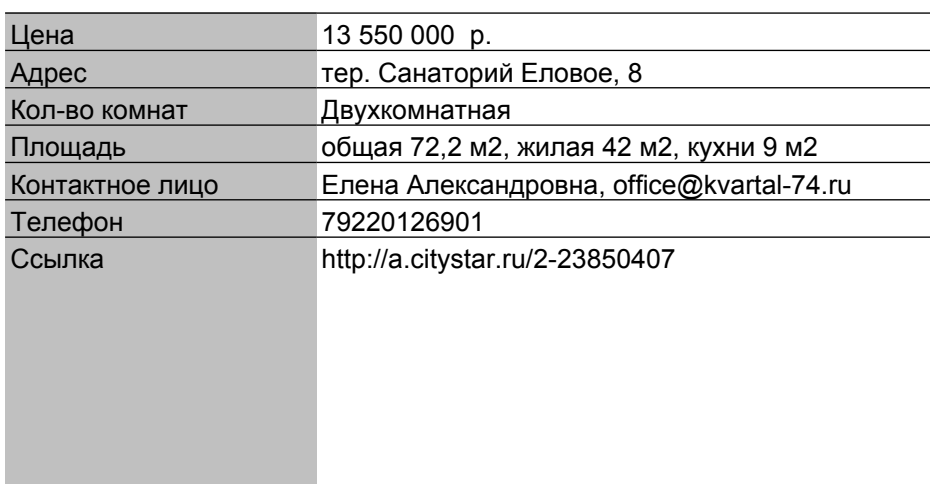 Цена 13 550 000 р.
Адрес тер. Санаторий Еловое, 8
Кол-во комнат Двухкомнатная
Площадь общая 72,2 м2, жилая 42 м2, кухни 9 м2
Контактное лицо Елена Александровна, office@kvartal-74.ru
Телефон 79220126901
Ссылка http://a.citystar.ru/2-23850407